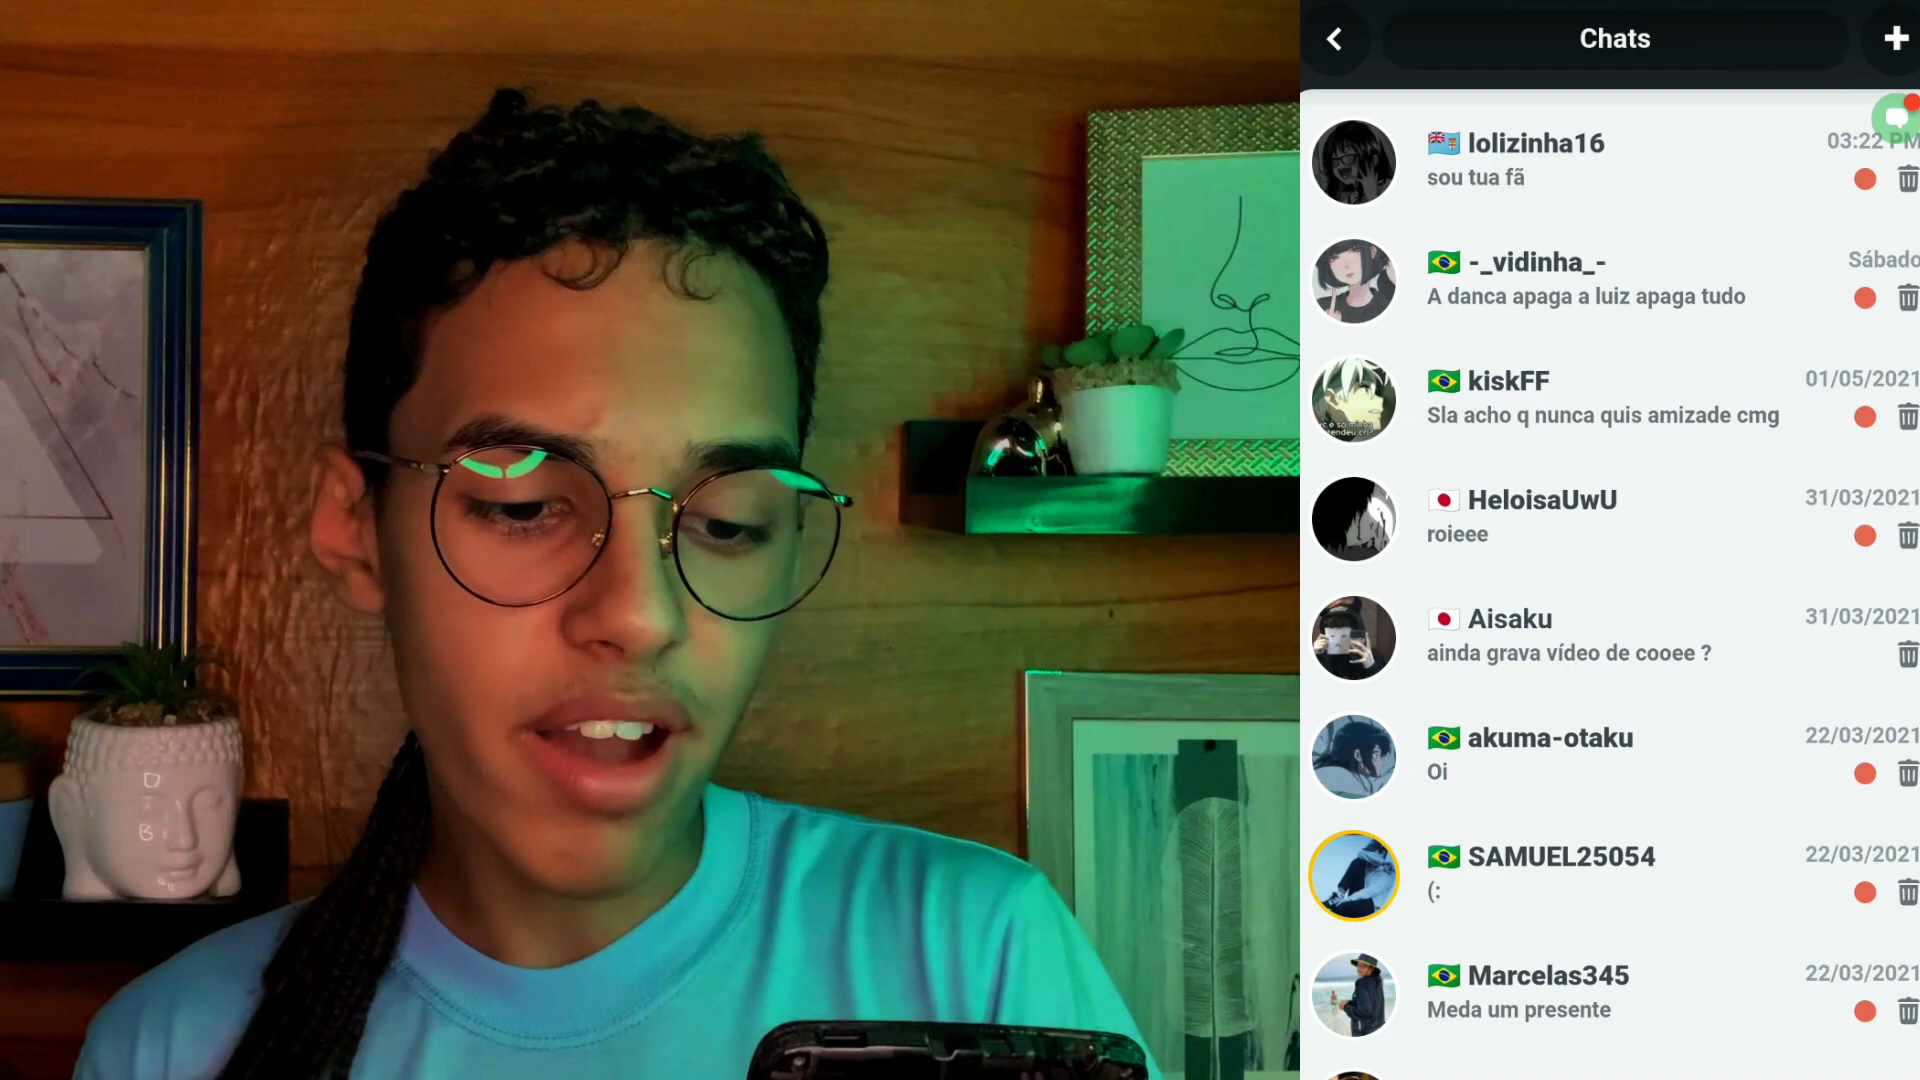 Chats
lolizinha16
03:22 PM
sou tua fã
-_vidinha_-
Sábado
A danca apaga a luiz apaga tudo
kiskFF
01/05/2021
Sla acho q nunca quis amizade cmg
HeloisaUwU
31/03/2021
roieee
Aisaku
31/03/2021
ainda grava vídeo de cooee ?
akuma-otaku
22/03/2021
Oi
SAMUEL25054
22/03/2021
(:
Marcelas345
22/03/2021
Meda um presente